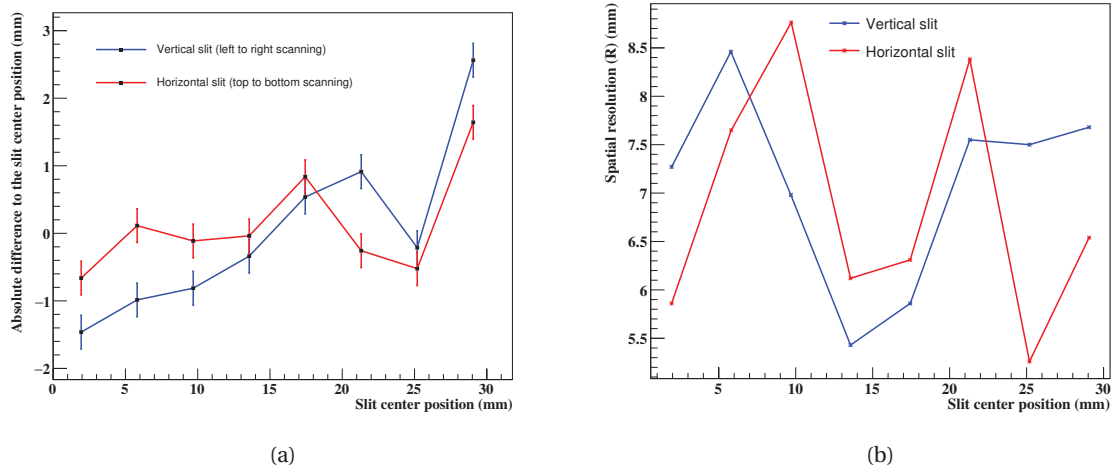 Absolute difference to the slit center position (mm)
3
2
1
0
−1
−2
Vertical slit (left to right scanning)
Horizontal slit (top to bottom scanning)
0 5 10 15 20 25 30
Slit center position (mm)
(a)
Spatial resolution (R) (mm)
8.5
8
7.5
7
6.5
6
5.5
Vertical slit
Horizontal slit
5 10 15 20 25 30
Slit center position (mm)
(b)